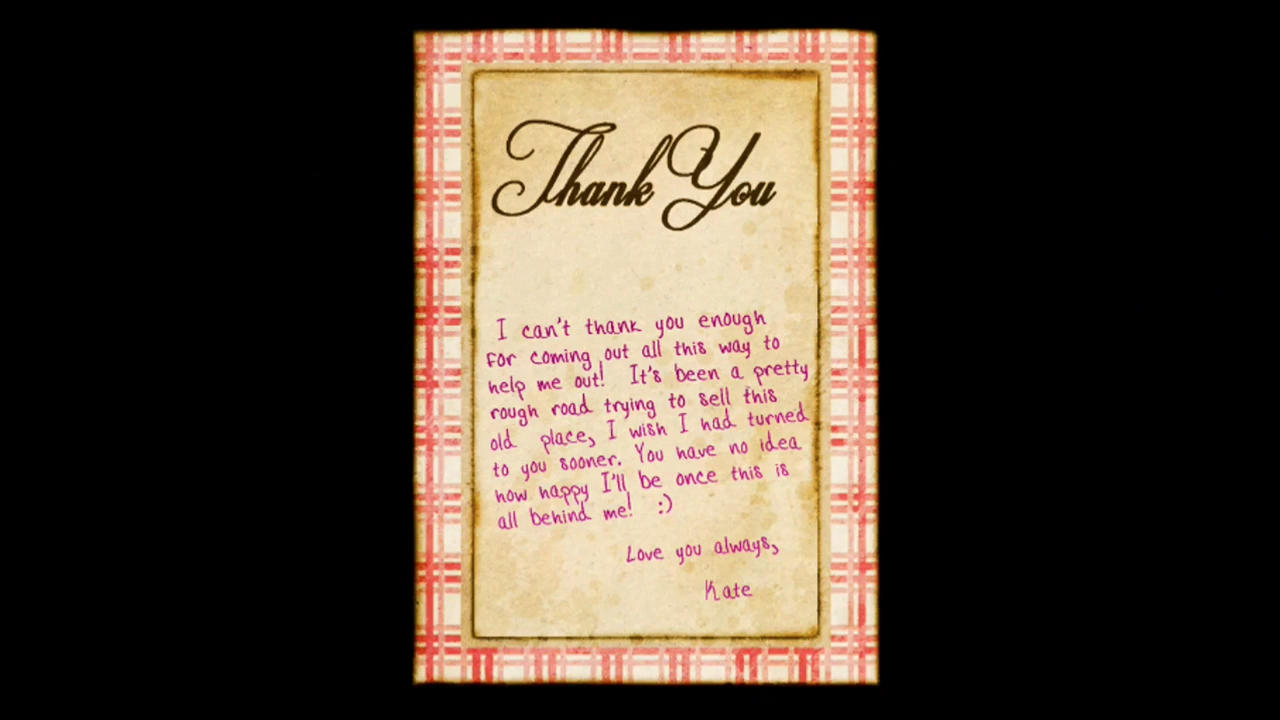 Thank You
I can't thank you enough
for coming out all this way to
help me out! It's been a pretty
rough road trying to sell this
old place, I wish I had turned
to you sooner. You have no idea
how happy I'll be once this is
all behind me! :)
Love you always,
Kate